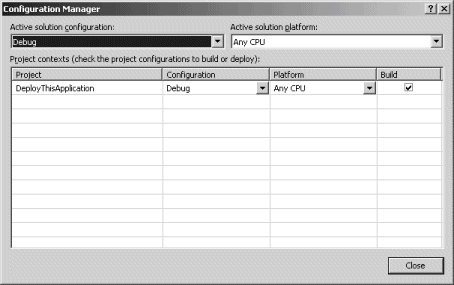 Configuration Manager
Active solution configuration: Active solution platform:
Debug Any CPU
Project contexts (check the project configurations to build or deploy):
Project Configuration Platform Build
DeployThisApplication Debug Any CPU
Close